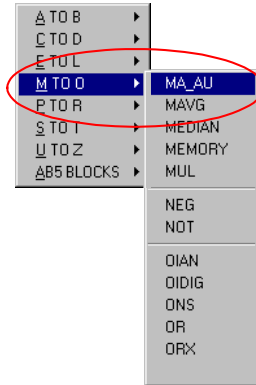 A TO B
C TO D
E TO L
M TO O
P TO R
S TO T
U TO Z
AB5 BLOCKS
MA_AU
MAVG
MEDIAN
MEMORY
MUL
NEG
NOT
OIAN
OIDIG
ONS
OR
ORX